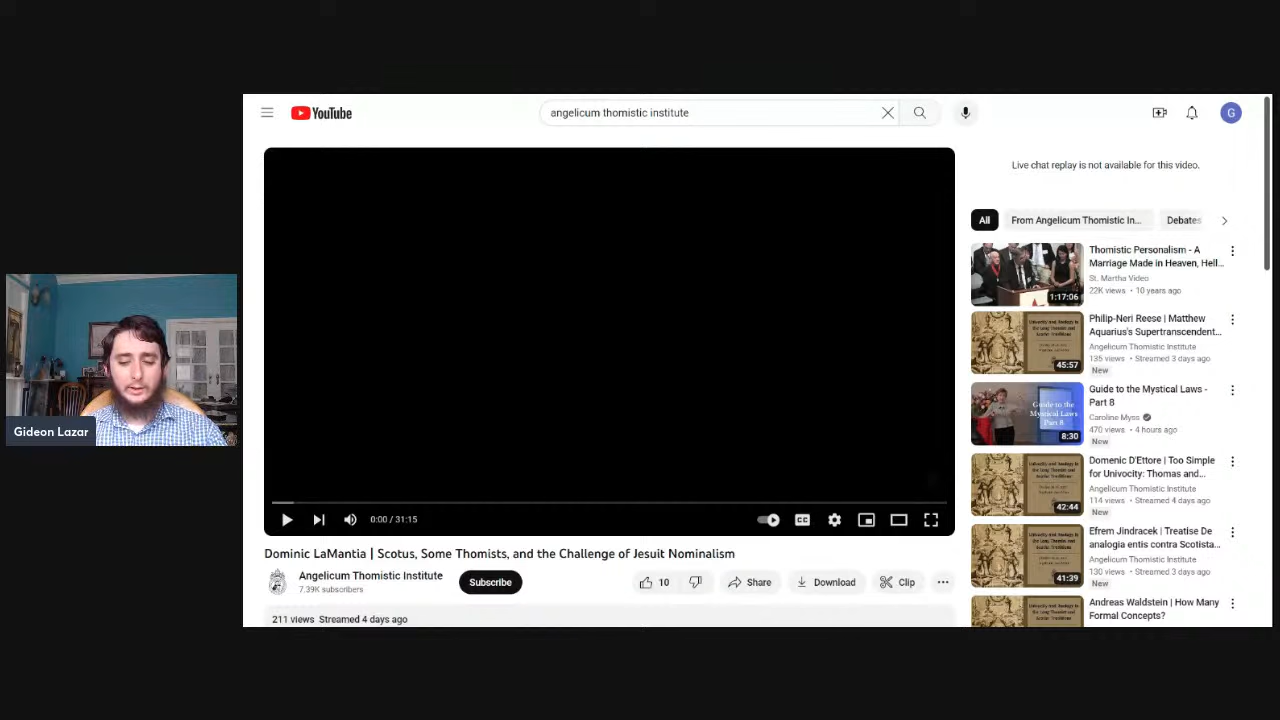 YouTube
angelicum thomistic institute
G
Live chat replay is not available for this video.
All
From Angelicum Thomistic In...
Debates
Thomistic Personalism - A
Marriage Made in Heaven, Hell...
St. Martha Video
22K views • 10 years ago
1:17:06
Philip-Neri Reese | Matthew
Aquarius's Supertranscendent...
Angelicum Thomistic Institute
135 views • Streamed 3 days ago
New
45:57
Guide to the Mystical Laws -
Part 8
Caroline Myss
470 views • 4 hours ago
New
Guide to the
Mystical Laws
Part 8
8:30
Domenic D'Ettore | Too Simple
for Univocity: Thomas and...
Angelicum Thomistic Institute
114 views • Streamed 4 days ago
New
42:44
Efrem Jindracek | Treatise De
analogia entis contra Scotista...
Angelicum Thomistic Institute
130 views • Streamed 3 days ago
New
41:39
Andreas Waldstein | How Many
Formal Concepts?
Gideon Lazar
0:00 / 31:15
CC
Dominic LaMantia | Scotus, Some Thomists, and the Challenge of Jesuit Nominalism
Angelicum Thomistic Institute
7.39K subscribers
Subscribe
10
Share
Download
Clip
211 views Streamed 4 days ago